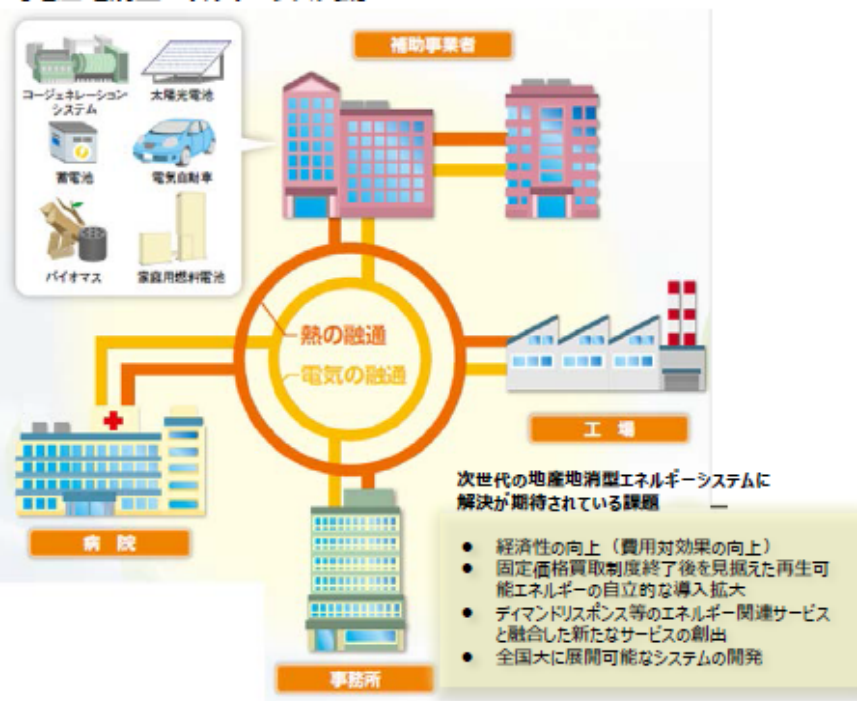 補助事業者
コージェネレーション
システム
太陽光電池
蓄電池
電気自動車
バイオマス
家庭用燃料電池
熱の融通
電気の融通
工場
病院
事務所
次世代の地産地消型エネルギーシステムに
解決が期待されている課題
● 経済性の向上（費用対効果の向上）
● 固定価格買取制度終了後を見据えた再生可
能エネルギーの自立的な導入拡大
● ディマンドリスポンス等のエネルギー関連サービス
と融合した新たなサービスの創出
● 全国大に展開可能なシステムの開発